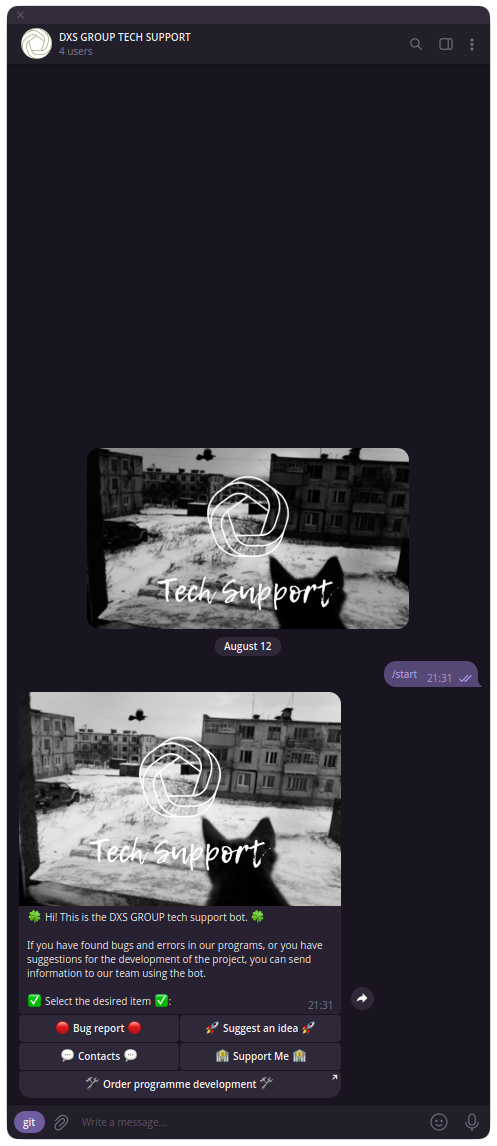 DXS GROUP TECH SUPPORT
4 users
Tech Support
August 12
/start 21:31
Tech Support
🍀 Hi! This is the DXS GROUP tech support bot. 🍀
If you have found bugs and errors in our programs, or you have
suggestions for the development of the project, you can send
information to our team using the bot.
✅ Select the desired item ✅:
21:31
🔴 Bug report 🔴
🚀 Suggest an idea 🚀
💬 Contacts 💬
🏫 Support Me 🏫
🛠 Order programme development 🛠
git
Write a message...